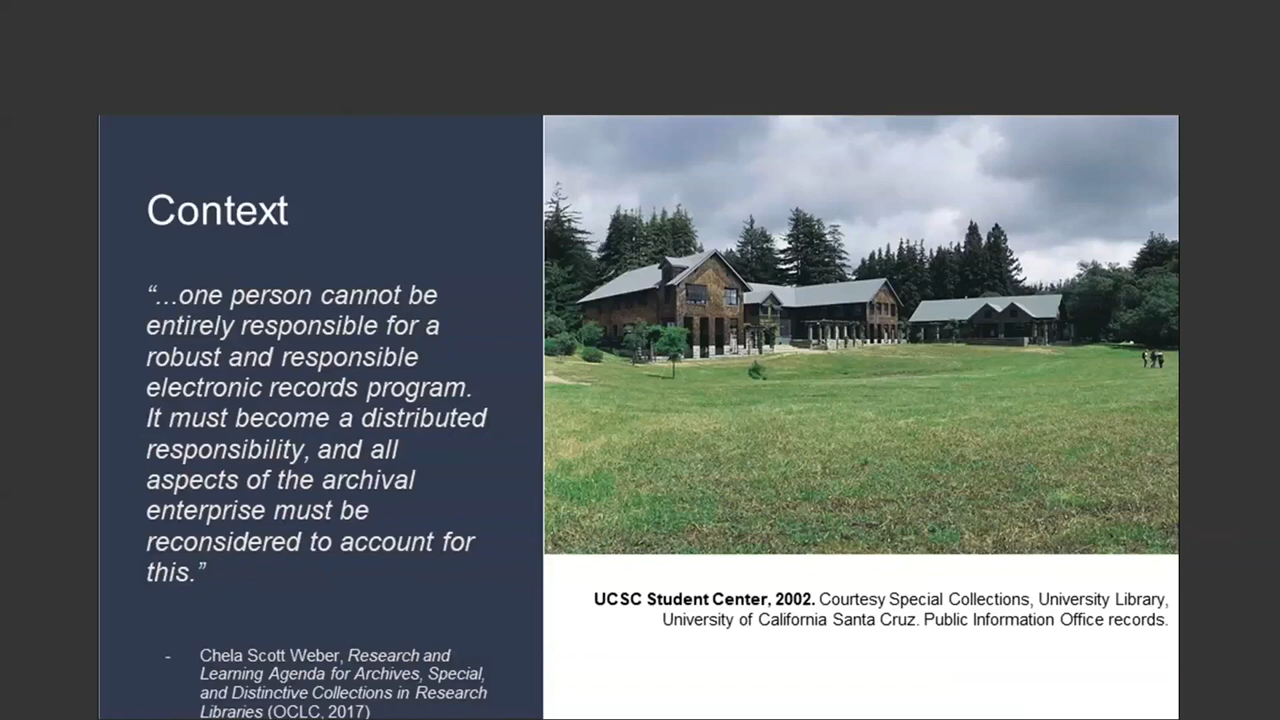 Context
“...one person cannot be
entirely responsible for a
robust and responsible
electronic records program.
It must become a distributed
responsibility, and all
aspects of the archival
enterprise must be
reconsidered to account for
this.”
- Chela Scott Weber, Research and
Learning Agenda for Archives, Special,
and Distinctive Collections in Research
Libraries (OCLC, 2017)
UCSC Student Center, 2002. Courtesy Special Collections, University Library,
University of California Santa Cruz. Public Information Office records.